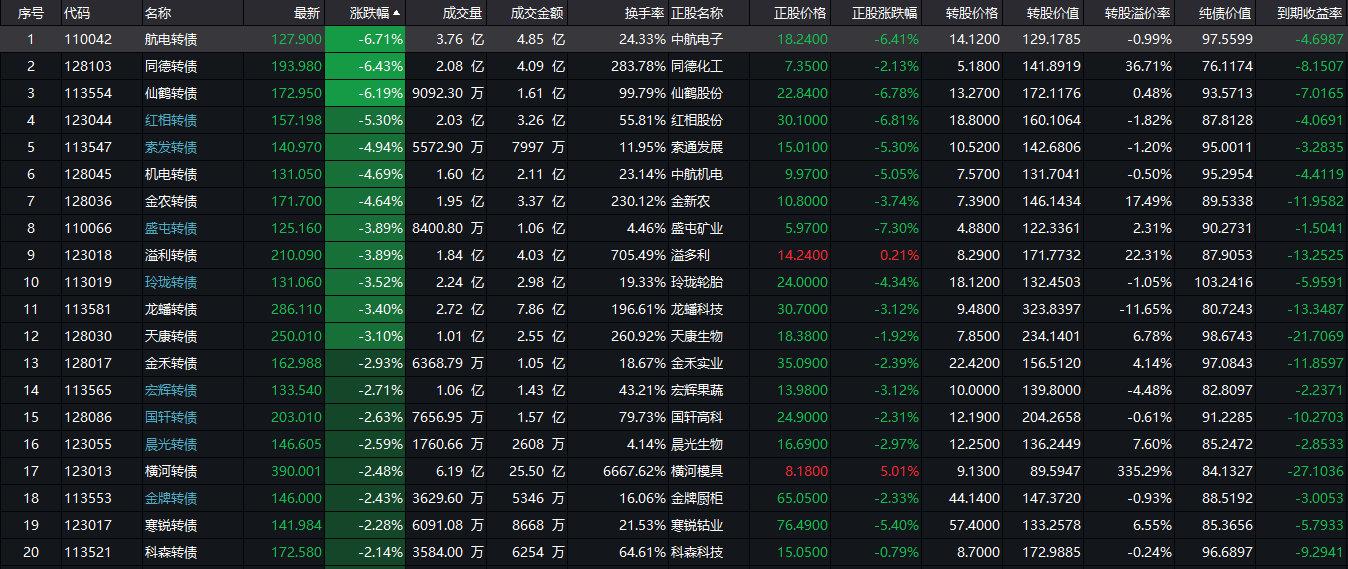 序号 代码 名称 最新 涨跌幅 成交量 成交金额 换手率 正股名称 正股价格 正股涨跌幅 转股价格 转股价值 转股溢价率 纯债价值 到期收益率
1 110042 航电转债 127.900 -6.71% 3.76 亿 4.85 亿 24.33% 中航电子 18.2400 -6.41% 14.1200 129.1785 -0.99% 97.5599 -4.6987
2 128103 同德转债 193.980 -6.43% 2.08 亿 4.09 亿 283.78% 同德化工 7.3500 -2.13% 5.1800 141.8919 36.71% 76.1174 -8.1507
3 113554 仙鹤转债 172.950 -6.19% 9092.30 万 1.61 亿 99.79% 仙鹤股份 22.8400 -6.78% 13.2700 172.1176 0.48% 93.5713 -7.0165
4 123044 红相转债 157.198 -5.30% 2.03 亿 3.26 亿 55.81% 红相股份 30.1000 -6.81% 18.8000 160.1064 -1.82% 87.8128 -4.0691
5 113547 索发转债 140.970 -4.94% 5572.90 万 7997 万 11.95% 索通发展 15.0100 -5.30% 10.5200 142.6806 -1.20% 95.0011 -3.2835
6 128045 机电转债 131.050 -4.69% 1.60 亿 2.11 亿 23.14% 中航机电 9.9700 -5.05% 7.5700 131.7041 -0.50% 95.2954 -4.4119
7 128036 金农转债 171.700 -4.64% 1.95 亿 3.37 亿 230.12% 金新农 10.8000 -3.74% 7.3900 146.1434 17.49% 89.5338 -11.9582
8 110066 盛屯转债 125.160 -3.89% 8400.80 万 1.06 亿 4.46% 盛屯矿业 5.9700 -7.30% 4.8800 122.3361 2.31% 90.2731 -1.5041
9 123018 溢利转债 210.090 -3.89% 1.84 亿 4.03 亿 705.49% 溢多利 14.2400 0.21% 8.2900 171.7732 22.31% 87.9053 -13.2525
10 113019 玲珑转债 131.060 -3.52% 2.24 亿 2.98 亿 19.33% 玲珑轮胎 24.0000 -4.34% 18.1200 132.4503 -1.05% 103.2416 -5.9591
11 113581 龙蟠转债 286.110 -3.40% 2.72 亿 7.86 亿 196.61% 龙蟠科技 30.7000 -3.12% 9.4800 323.8397 -11.65% 80.7243 -13.3487
12 128030 天康转债 250.010 -3.10% 1.01 亿 2.55 亿 260.92% 天康生物 18.3800 -1.92% 7.8500 234.1401 6.78% 98.6743 -21.7069
13 128017 金禾转债 162.988 -2.93% 6368.79 万 1.05 亿 18.67% 金禾实业 35.0900 -2.39% 22.4200 156.5120 4.14% 97.0843 -11.8597
14 113565 宏辉转债 133.540 -2.71% 1.06 亿 1.43 亿 43.21% 宏辉果蔬 13.9800 -3.12% 10.0000 139.8000 -4.48% 82.8097 -2.2371
15 128086 国轩转债 203.010 -2.63% 7656.95 万 1.57 亿 79.73% 国轩高科 24.9000 -2.31% 12.1900 204.2658 -0.61% 91.2285 -10.2703
16 123055 晨光转债 146.605 -2.59% 1760.66 万 2608 万 4.14% 晨光生物 16.6900 -2.97% 12.2500 136.2449 7.60% 85.2472 -2.8533
17 123013 横河转债 390.001 -2.48% 6.19 亿 25.50 亿 6667.62% 横河模具 8.1800 5.01% 9.1300 89.5947 335.29% 84.1327 -27.1036
18 113553 金牌转债 146.000 -2.43% 3629.60 万 5346 万 16.06% 金牌厨柜 65.0500 -2.33% 44.1400 147.3720 -0.93% 88.5192 -3.0053
19 123017 寒锐转债 141.984 -2.28% 6091.08 万 8668 万 21.53% 寒锐钴业 76.4900 -5.40% 57.4000 133.2578 6.55% 85.3656 -5.7933
20 113521 科森转债 172.580 -2.14% 3584.00 万 6254 万 64.61% 科森科技 15.0500 -0.79% 8.7000 172.9885 -0.24% 96.6897 -9.2941